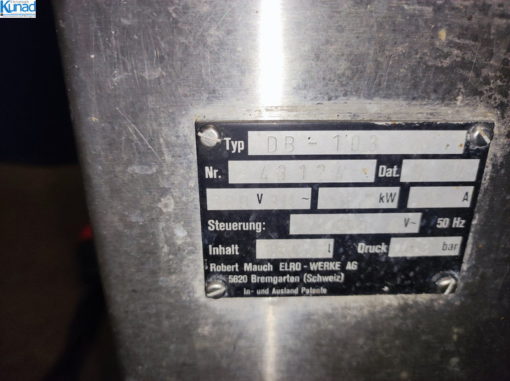 Kunad
Typ DB - 103
Nr. Dat.
V ~ kW A
Steuerung: V~ 50 Hz
Inhalt l Druck bar
Robert Mauch ELRO - WERKE AG
5620 Bremgarten (Schweiz)
In- und Ausland Patente